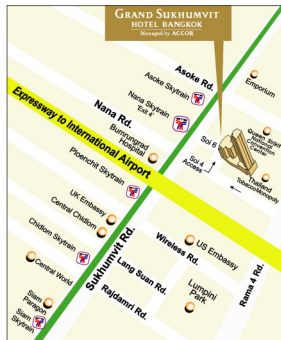 GRAND SUKHUMVIT
HOTEL BANGKOK
Managed by ACCOR
Asoke Rd.
Asoke Skytrain
Emporium
Nana Skytrain
'Exit 4'
Nana Rd.
Bumrungrad
Hospital
Expressway to International Airport
Soi 6
Queen Sirikit
National
Convention
Center
Ploenchit Skytrain
Soi 4
Access
Thailand
Tobacco Monopoly
UK Embassy
Central Chidlom
Chidlom Skytrain
Wireless Rd.
US Embassy
Sukhumvit Rd.
Central World
Lang Suan Rd.
Lumpini
Park
Rama 4 Rd.
Siam
Paragon
Rajdamri Rd.
Siam
Skytrain